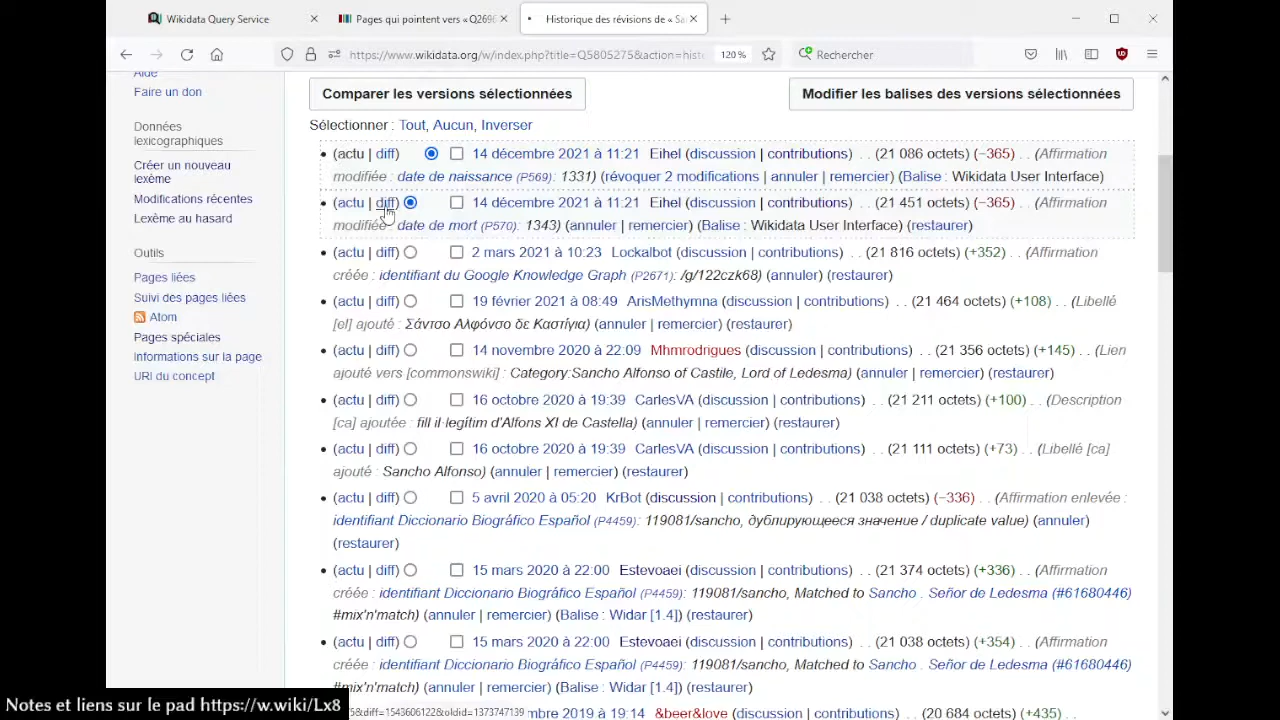 Wikidata Query Service
Pages qui pointent vers « Q2696
Historique des révisions de « Sa
https://www.wikidata.org/w/index.php?title=Q5805275&action=histo
120 %
Rechercher
Aide
Faire un don
Données
lexicographiques
Créer un nouveau
lexème
Modifications récentes
Lexème au hasard
Outils
Pages liées
Suivi des pages liées
Atom
Pages spéciales
Informations sur la page
URI du concept
Comparer les versions sélectionnées
Modifier les balises des versions sélectionnées
Sélectionner : Tout, Aucun, Inverser
(actu | diff) 14 décembre 2021 à 11:21 Eihel (discussion | contributions) . . (21 086 octets) (−365) . . (Affirmation
modifiée : date de naissance (P569): 1331) (révoquer 2 modifications | annuler | remercier) (Balise : Wikidata User Interface)
(actu | diff) 14 décembre 2021 à 11:21 Eihel (discussion | contributions) . . (21 451 octets) (−365) . . (Affirmation
modifiée : date de mort (P570): 1343) (annuler | remercier) (Balise : Wikidata User Interface) (restaurer)
(actu | diff) 2 mars 2021 à 10:23 Lockalbot (discussion | contributions) . . (21 816 octets) (+352) . . (Affirmation
créée : identifiant du Google Knowledge Graph (P2671): /g/122czk68) (annuler) (restaurer)
(actu | diff) 19 février 2021 à 08:49 ArisMethymna (discussion | contributions) . . (21 464 octets) (+108) . . (Libellé
[el] ajouté : Σάντσο Αλφόνσο δε Καστίγια) (annuler | remercier) (restaurer)
(actu | diff) 14 novembre 2020 à 22:09 Mhmrodrigues (discussion | contributions) . . (21 356 octets) (+145) . . (Lien
ajouté vers [commonswiki] : Category:Sancho Alfonso of Castile, Lord of Ledesma) (annuler | remercier) (restaurer)
(actu | diff) 16 octobre 2020 à 19:39 CarlesVA (discussion | contributions) . . (21 211 octets) (+100) . . (Description
[ca] ajoutée : fill il·legítim d'Alfons XI de Castella) (annuler | remercier) (restaurer)
(actu | diff) 16 octobre 2020 à 19:39 CarlesVA (discussion | contributions) . . (21 111 octets) (+73) . . (Libellé [ca]
ajouté : Sancho Alfonso) (annuler | remercier) (restaurer)
(actu | diff) 5 avril 2020 à 05:20 KrBot (discussion | contributions) . . (21 038 octets) (−336) . . (Affirmation enlevée :
identifiant Diccionario Biográfico Español (P4459): 119081/sancho, дублирующееся значение / duplicate value) (annuler)
(restaurer)
(actu | diff) 15 mars 2020 à 22:00 Estevoaei (discussion | contributions) . . (21 374 octets) (+336) . . (Affirmation
créée : identifiant Diccionario Biográfico Español (P4459): 119081/sancho, Matched to Sancho . Señor de Ledesma (#61680446)
#mix'n'match) (annuler | remercier) (Balise : Widar [1.4]) (restaurer)
(actu | diff) 15 mars 2020 à 22:00 Estevoaei (discussion | contributions) . . (21 038 octets) (+354) . . (Affirmation
créée : identifiant Diccionario Biográfico Español (P4459): 119081/sancho, Matched to Sancho . Señor de Ledesma (#61680446)
#mix'n'match) (annuler | remercier) (Balise : Widar [1.4]) (restaurer)
5&diff=1543606122&oldid=1373747139 mbre 2019 à 19:14 &beer&love (discussion | contributions) . . (20 684 octets) (+435) . .
Notes et liens sur le pad https://w.wiki/Lx8